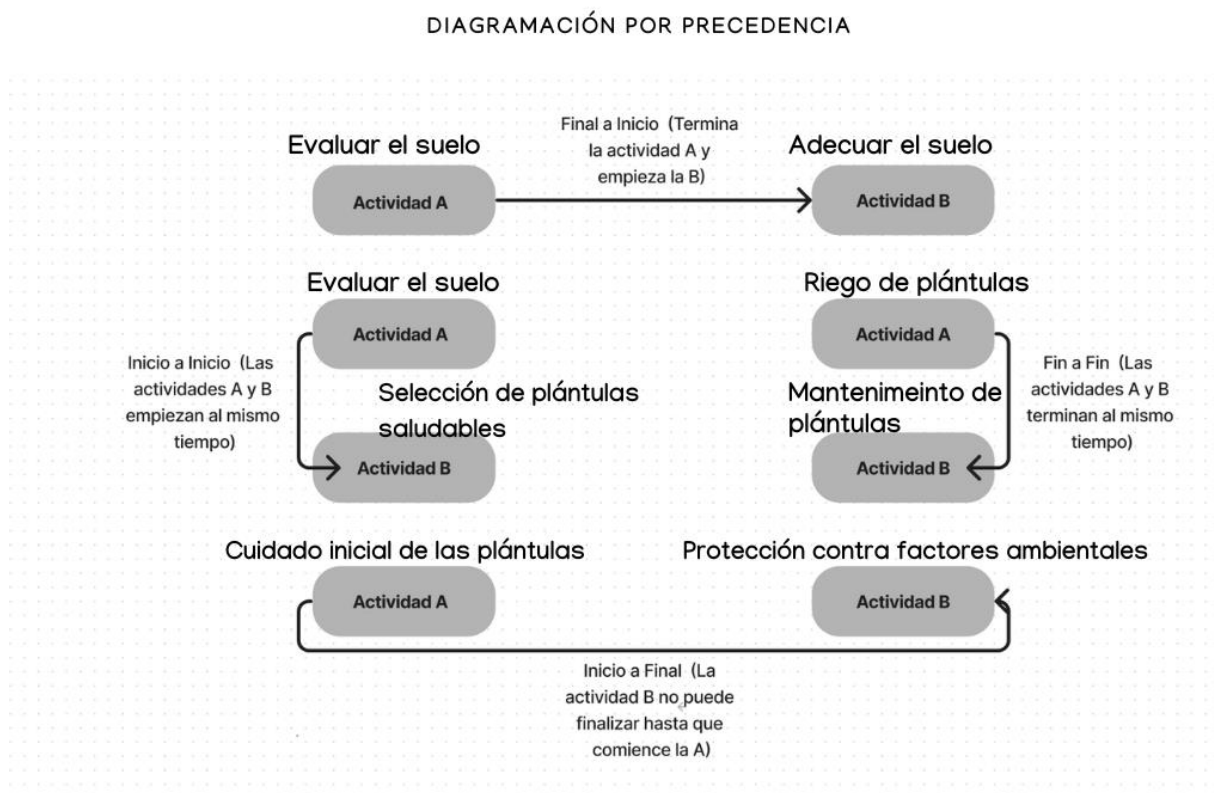 DIAGRAMACIÓN POR PRECEDENCIA
Evaluar el suelo
Actividad A
Final a Inicio (Termina
la actividad A y
empieza la B)
Adecuar el suelo
Actividad B
Evaluar el suelo
Actividad A
Inicio a Inicio (Las
actividades A y B
empiezan al mismo
tiempo)
Selección de plántulas
saludables
Actividad B
Riego de plántulas
Actividad A
Mantenimeinto de
plántulas
Actividad B
Fin a Fin (Las
actividades A y B
terminan al mismo
tiempo)
Cuidado inicial de las plántulas
Actividad A
Protección contra factores ambientales
Actividad B
Inicio a Final (La
actividad B no puede
finalizar hasta que
comience la A)